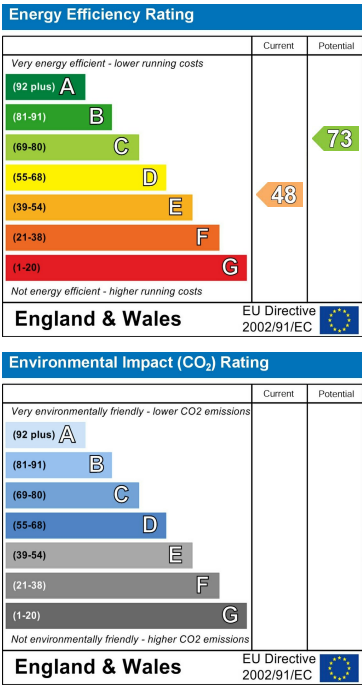 Energy Efficiency Rating
Current Potential
Very energy efficient - lower running costs
(92 plus) A
(81-91) B
(69-80) C
(55-68) D
(39-54) E
(21-38) F
(1-20) G
48
73
Not energy efficient - higher running costs
England & Wales
EU Directive
2002/91/EC
Environmental Impact (CO₂) Rating
Current Potential
Very environmentally friendly - lower CO2 emissions
(92 plus) A
(81-91) B
(69-80) C
(55-68) D
(39-54) E
(21-38) F
(1-20) G
Not environmentally friendly - higher CO2 emissions
England & Wales
EU Directive
2002/91/EC